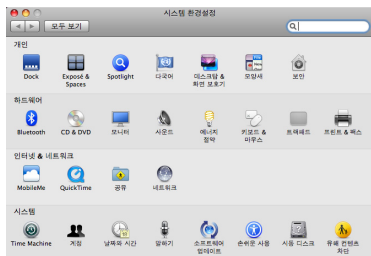 시스템 환경설정
모두 보기
개인
Dock
Exposé & Spaces
Spotlight
다국어
데스크탑 & 화면 보호기
모양새
보안
하드웨어
Bluetooth
CD & DVD
모니터
사운드
에너지 절약
키보드 & 마우스
트랙패드
프린트 & 팩스
인터넷 & 네트워크
MobileMe
QuickTime
공유
네트워크
시스템
Time Machine
계정
날짜와 시간
말하기
소프트웨어 업데이트
손쉬운 사용
시동 디스크
유해 컨텐츠 차단